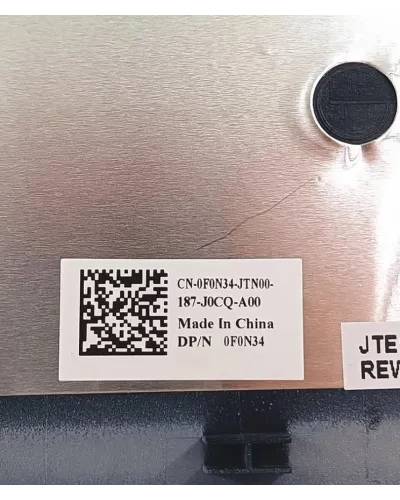 CN-0F0N34-JTN00-
187-J0CQ-A00
Made In China
DP/N 0F0N34
JTE
REV